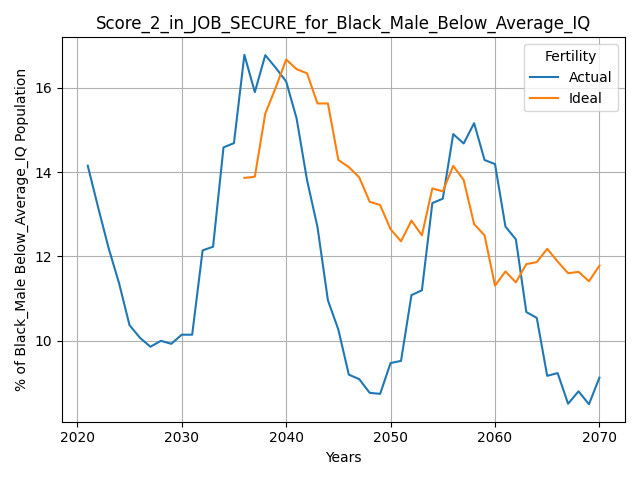 Score_2_in_JOB_SECURE_for_Black_Male_Below_Average_IQ
% of Black_Male Below_Average_IQ Population
16
14
12
10
Fertility
Actual
Ideal
2020 2030 2040 2050 2060 2070
Years